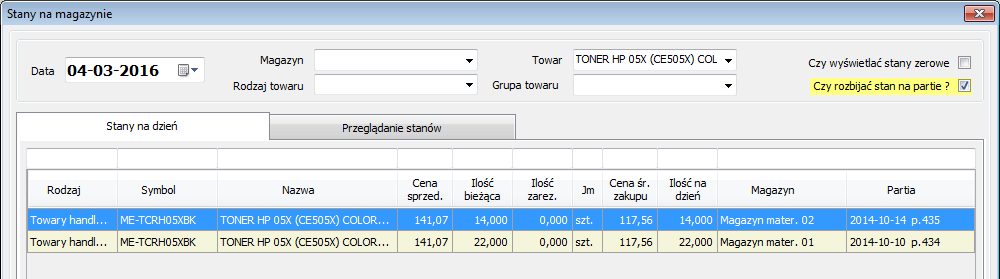 Stany na magazynie
Data 04-03-2016 Magazyn Towar TONER HP 05X (CE505X) COL Czy wyświetlać stany zerowe
Rodzaj towaru Grupa towaru Czy rozbijać stan na partie ?
Stany na dzień Przeglądanie stanów
Rodzaj Symbol Nazwa Cena sprzed. Ilość bieżąca Ilość zarez. Jm Cena śr. zakupu Ilość na dzień Magazyn Partia
Towary handl... ME-TCRH05XBK TONER HP 05X (CE505X) COLOR... 141,07 14,000 0,000 szt. 117,56 14,000 Magazyn mater. 02 2014-10-14 p.435
Towary handl... ME-TCRH05XBK TONER HP 05X (CE505X) COLOR... 141,07 22,000 0,000 szt. 117,56 22,000 Magazyn mater. 01 2014-10-10 p.434